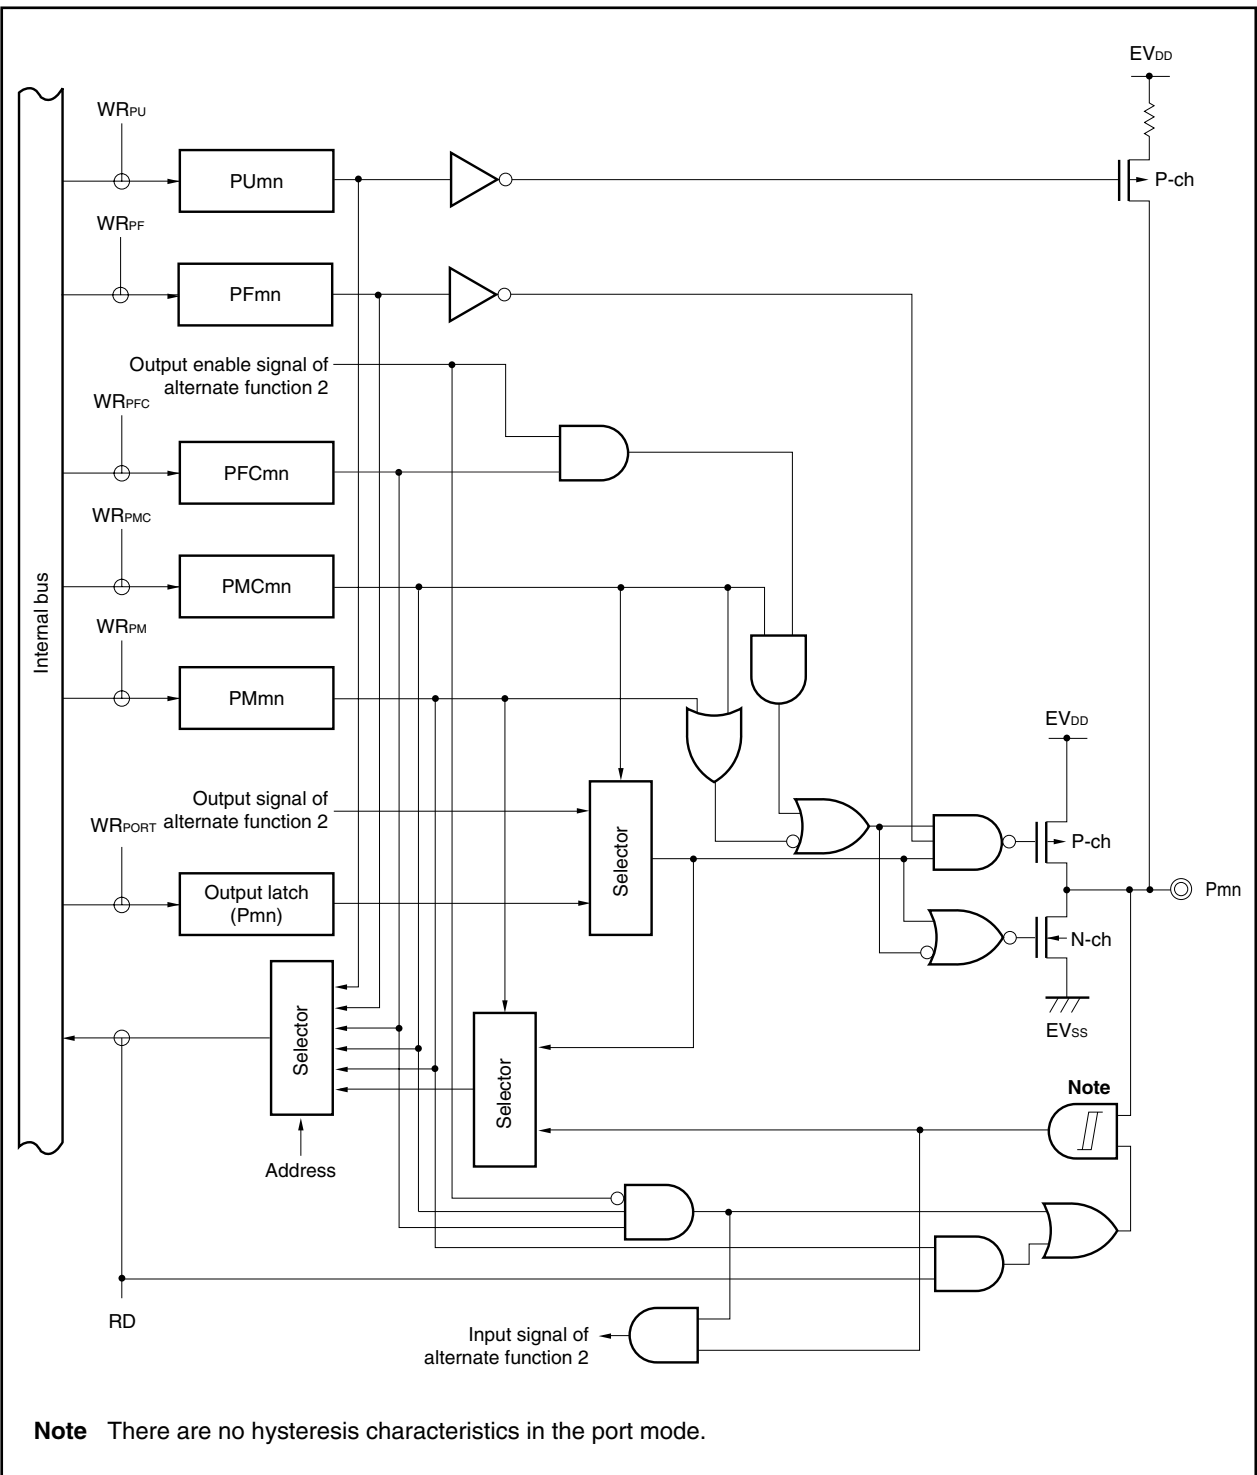 EVDD
WRPU
PUmn
P-ch
WRPF
PFmn
Output enable signal of
alternate function 2
WRPFC
PFCmn
WRPMC
PMCmn
Internal bus
WRPM
PMmn
EVDD
Output signal of
alternate function 2
WRPORT
Selector
P-ch
Output latch
(Pmn)
Pmn
N-ch
EVSS
Selector
Selector
Note
Address
RD
Input signal of
alternate function 2
Note There are no hysteresis characteristics in the port mode.